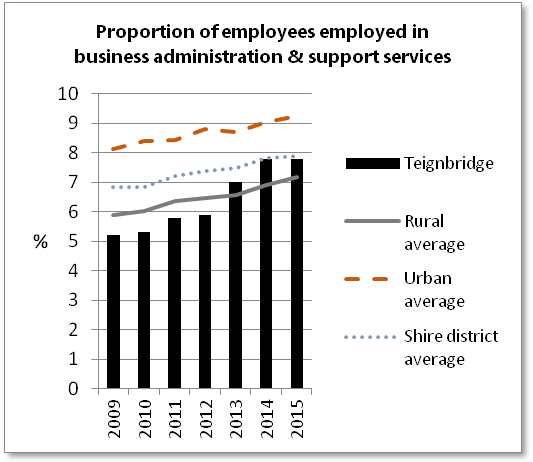 Proportion of employees employed in
business administration & support services
10
9
8
7
6
5
4
3
2
1
0
%
2009
2010
2011
2012
2013
2014
2015
Teignbridge
Rural
average
Urban
average
Shire district
average